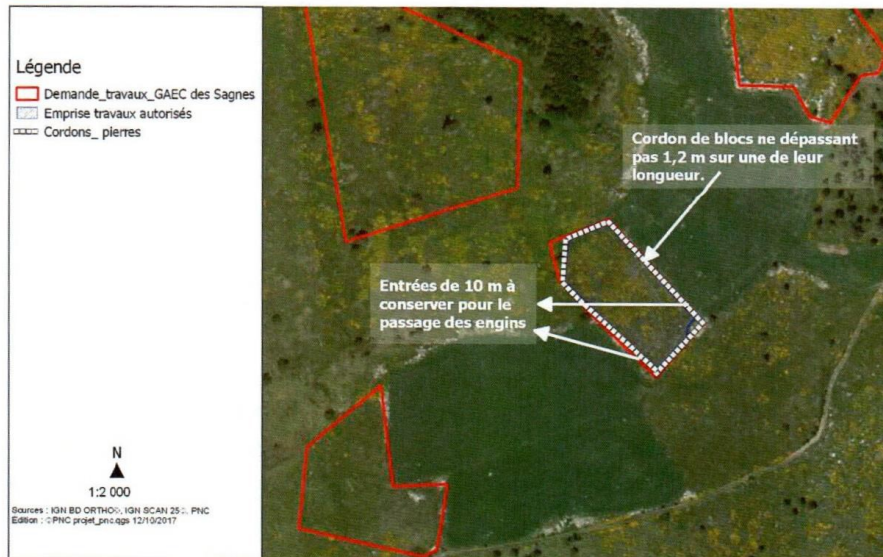 Légende
Demande_travaux_GAEC des Sagnes
Emprise travaux autorisés
Cordons_ pierres
Cordon de blocs ne dépassant
pas 1,2 m sur une de leur
longueur.
Entrées de 10 m à
conserver pour le
passage des engins
N
1:2 000
Sources : IGN BD ORTHO©, IGN SCAN 25©, PNC
Edition : ©PNC projet_pnc.qgs 12/10/2017